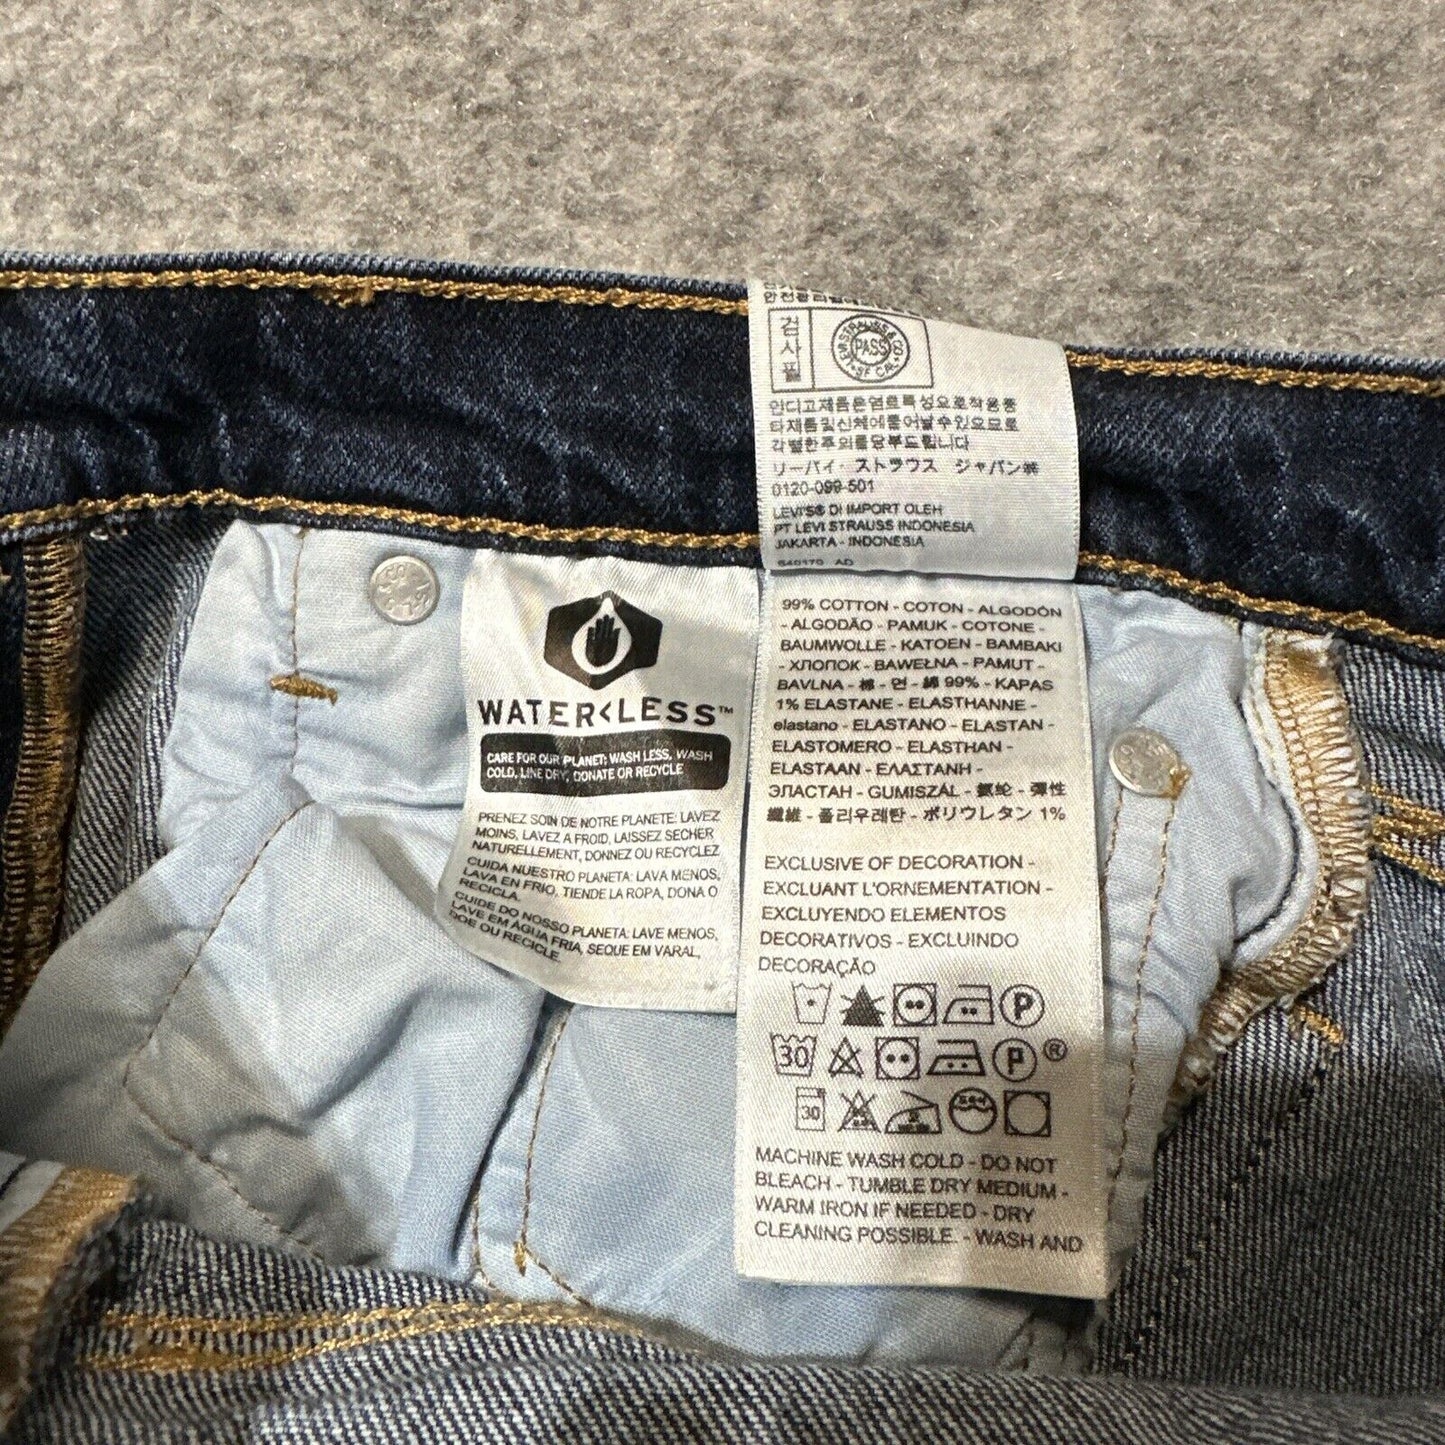 검
사
필
LEVI STRAUSS & CO
PASS
SF CAL
인디고제품은염료특성으로착용중
타제품및신체에물이날수있으므로
각별한주의를당부드립니다
リーバイ・ストラウス ジャパン㈱
0120-099-501
LEVI'S® DI IMPORT OLEH
PT LEVI STRAUSS INDONESIA
JAKARTA - INDONESIA
AD
WATER<LESS™
CARE FOR OUR PLANET: WASH LESS, WASH
COLD, LINE DRY, DONATE OR RECYCLE
PRENEZ SOIN DE NOTRE PLANETE: LAVEZ
MOINS, LAVEZ A FROID, LAISSEZ SECHER
NATURELLEMENT, DONNEZ OU RECYCLEZ
CUIDA NUESTRO PLANETA: LAVA MENOS,
LAVA EN FRIO, TIENDE LA ROPA, DONA O
RECICLA.
CUIDE DO NOSSO PLANETA: LAVE MENOS,
LAVE EM ÁGUA FRIA, SEQUE EM VARAL,
DOE OU RECICLE.
99% COTTON - COTON - ALGODÓN
- ALGODÃO - PAMUK - COTONE -
BAUMWOLLE - KATOEN - BAMBAKI
- ХЛОПОК - BAWEŁNA - PAMUT -
BAVLNA - 棉 - 면 - 綿 99% - KAPAS
1% ELASTANE - ELASTHANNE -
elastano - ELASTANO - ELASTAN -
ELASTOMERO - ELASTHAN -
ELASTAAN - ΕΛΑΣΤΑΝΗ -
ЭЛАСТАН - GUMISZÁL - 氨纶 - 彈性
纖維 - 폴리우레탄 - ポリウレタン 1%
EXCLUSIVE OF DECORATION -
EXCLUANT L'ORNEMENTATION -
EXCLUYENDO ELEMENTOS
DECORATIVOS - EXCLUINDO
DECORAÇÃO
P
30 P ®
30
MACHINE WASH COLD - DO NOT
BLEACH - TUMBLE DRY MEDIUM -
WARM IRON IF NEEDED - DRY
CLEANING POSSIBLE. - WASH AND